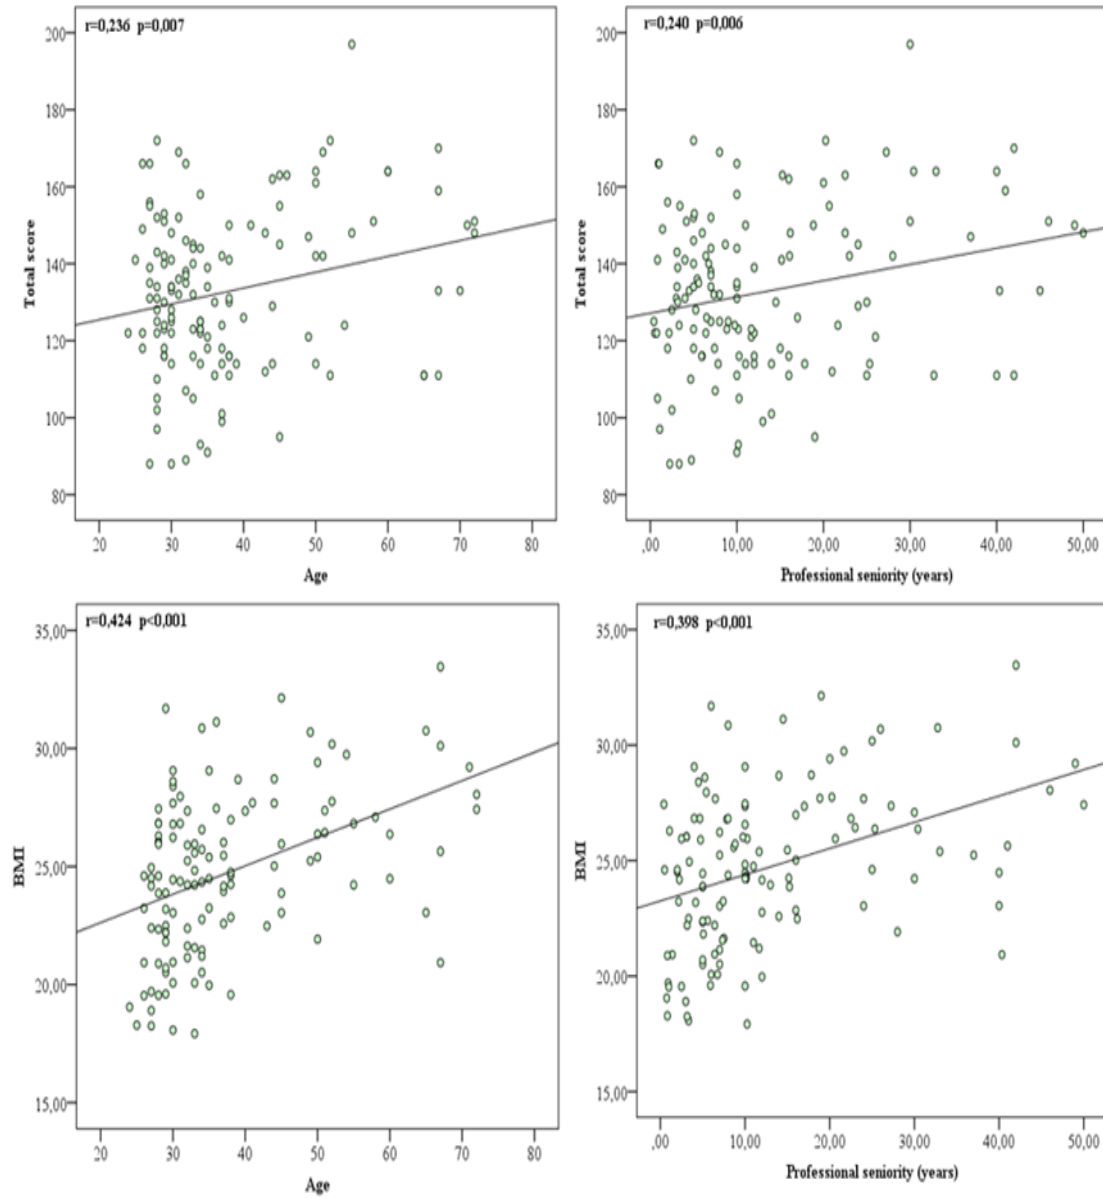 r=0,236 p=0,007
200
180
160
140
120
100
80
Total score
20 30 40 50 60 70 80
Age
r=0,240 p=0,006
200
180
160
140
120
100
80
Total score
,00 10,00 20,00 30,00 40,00 50,00
Professional seniority (years)
r=0,424 p<0,001
35,00
30,00
25,00
20,00
15,00
BMI
20 30 40 50 60 70 80
Age
r=0,398 p<0,001
35,00
30,00
25,00
20,00
15,00
BMI
,00 10,00 20,00 30,00 40,00 50,00
Professional seniority (years)